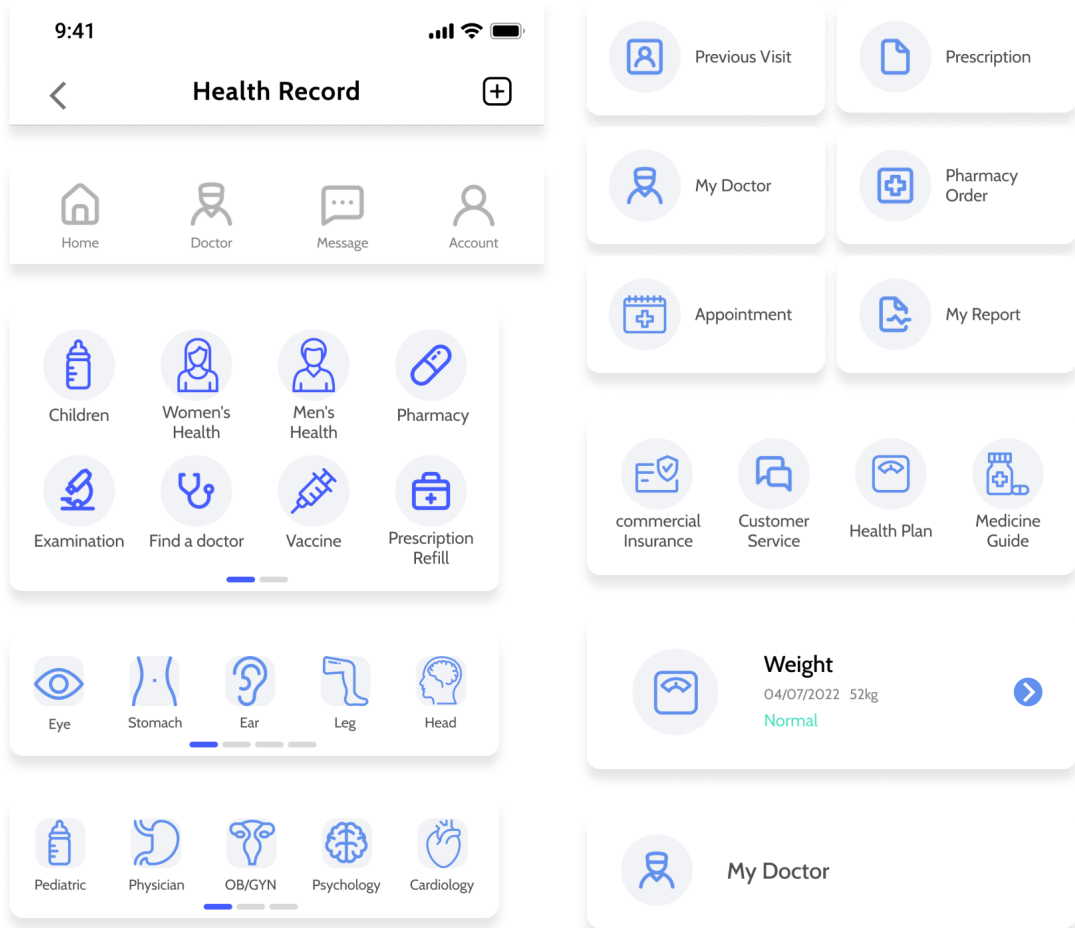 9:41
Health Record
Home
Doctor
Message
Account
Children
Women's
Health
Men's
Health
Pharmacy
Examination
Find a doctor
Vaccine
Prescription
Refill
Eye
Stomach
Ear
Leg
Head
Pediatric
Physician
OB/GYN
Psychology
Cardiology
Previous Visit
Prescription
My Doctor
Pharmacy
Order
Appointment
My Report
commercial
Insurance
Customer
Service
Health Plan
Medicine
Guide
Weight
04/07/2022 52kg
Normal
My Doctor